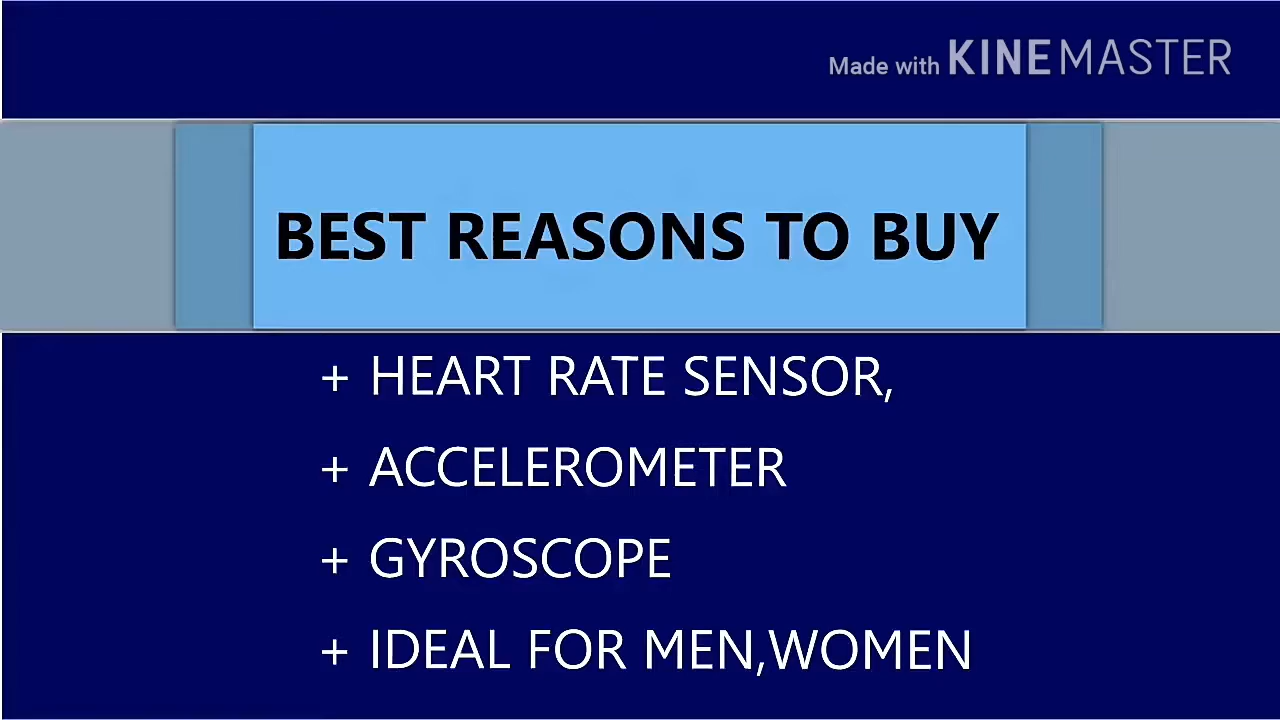 Made with KINEMASTER
BEST REASONS TO BUY
+ HEART RATE SENSOR,
+ ACCELEROMETER
+ GYROSCOPE
+ IDEAL FOR MEN,WOMEN